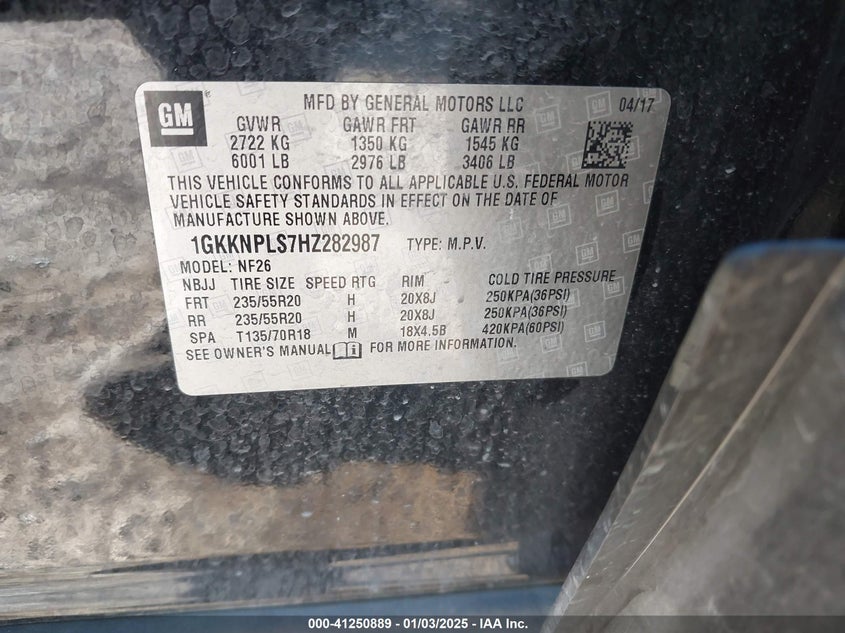 GM
MFD BY GENERAL MOTORS LLC 04/17
GVWR GAWR FRT GAWR RR
2722 KG 1350 KG 1545 KG
6001 LB 2976 LB 3406 LB
THIS VEHICLE CONFORMS TO ALL APPLICABLE U.S. FEDERAL MOTOR
VEHICLE SAFETY STANDARDS IN EFFECT ON THE DATE OF
MANUFACTURE SHOWN ABOVE.
1GKKNPLS7HZ282987 TYPE: M.P.V.
MODEL: NF26
NBJJ TIRE SIZE SPEED RTG RIM COLD TIRE PRESSURE
FRT 235/55R20 H 20X8J 250KPA(36PSI)
RR 235/55R20 H 20X8J 250KPA(36PSI)
SPA T135/70R18 M 18X4.5B 420KPA(60PSI)
SEE OWNER'S MANUAL FOR MORE INFORMATION.
000-41250889 - 01/03/2025 - IAA Inc.